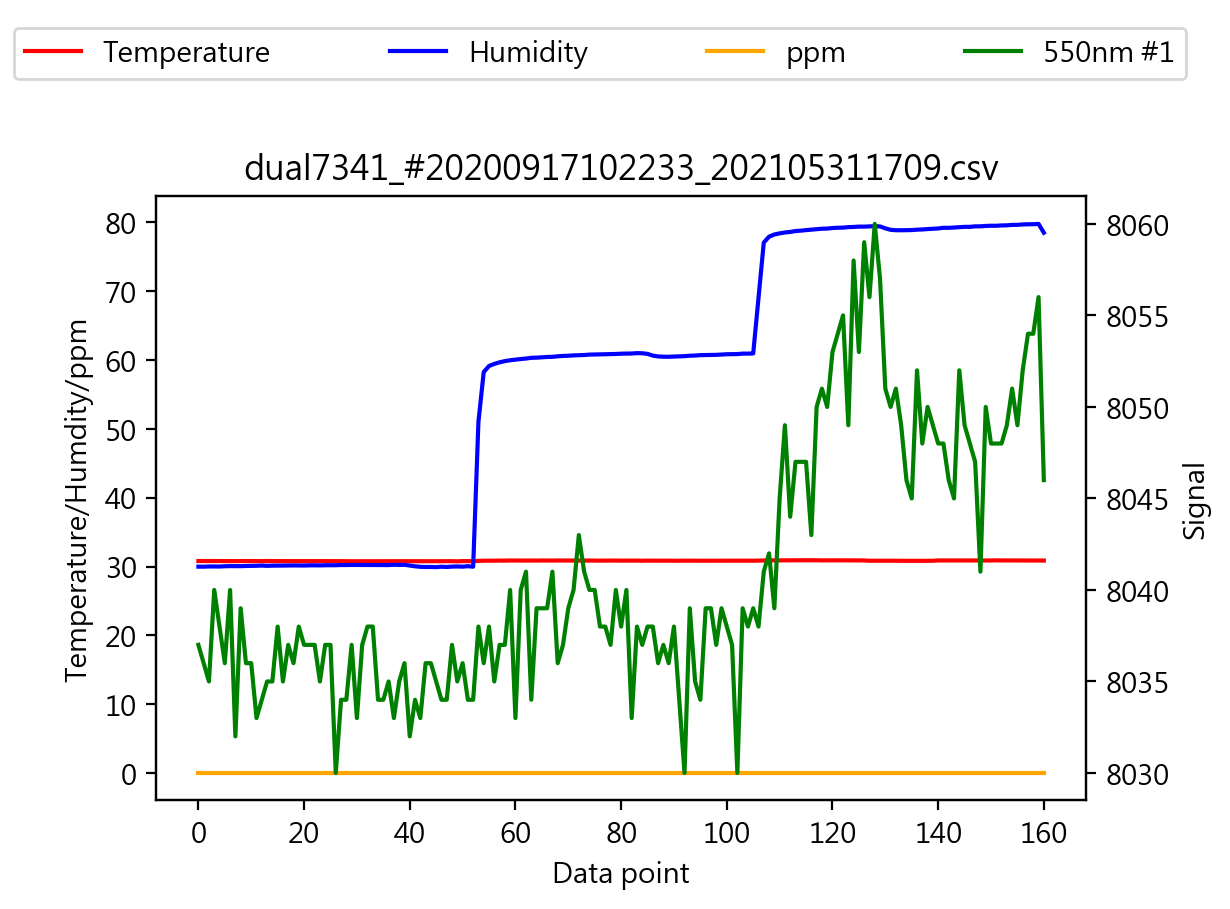 Temperature Humidity ppm 550nm #1
dual7341_#20200917102233_202105311709.csv
Temperature/Humdity/ppm
80
70
60
50
40
30
20
10
0
8060
8055
8050
8045
8040
8035
8030
Signal
0 20 40 60 80 100 120 140 160
Data point